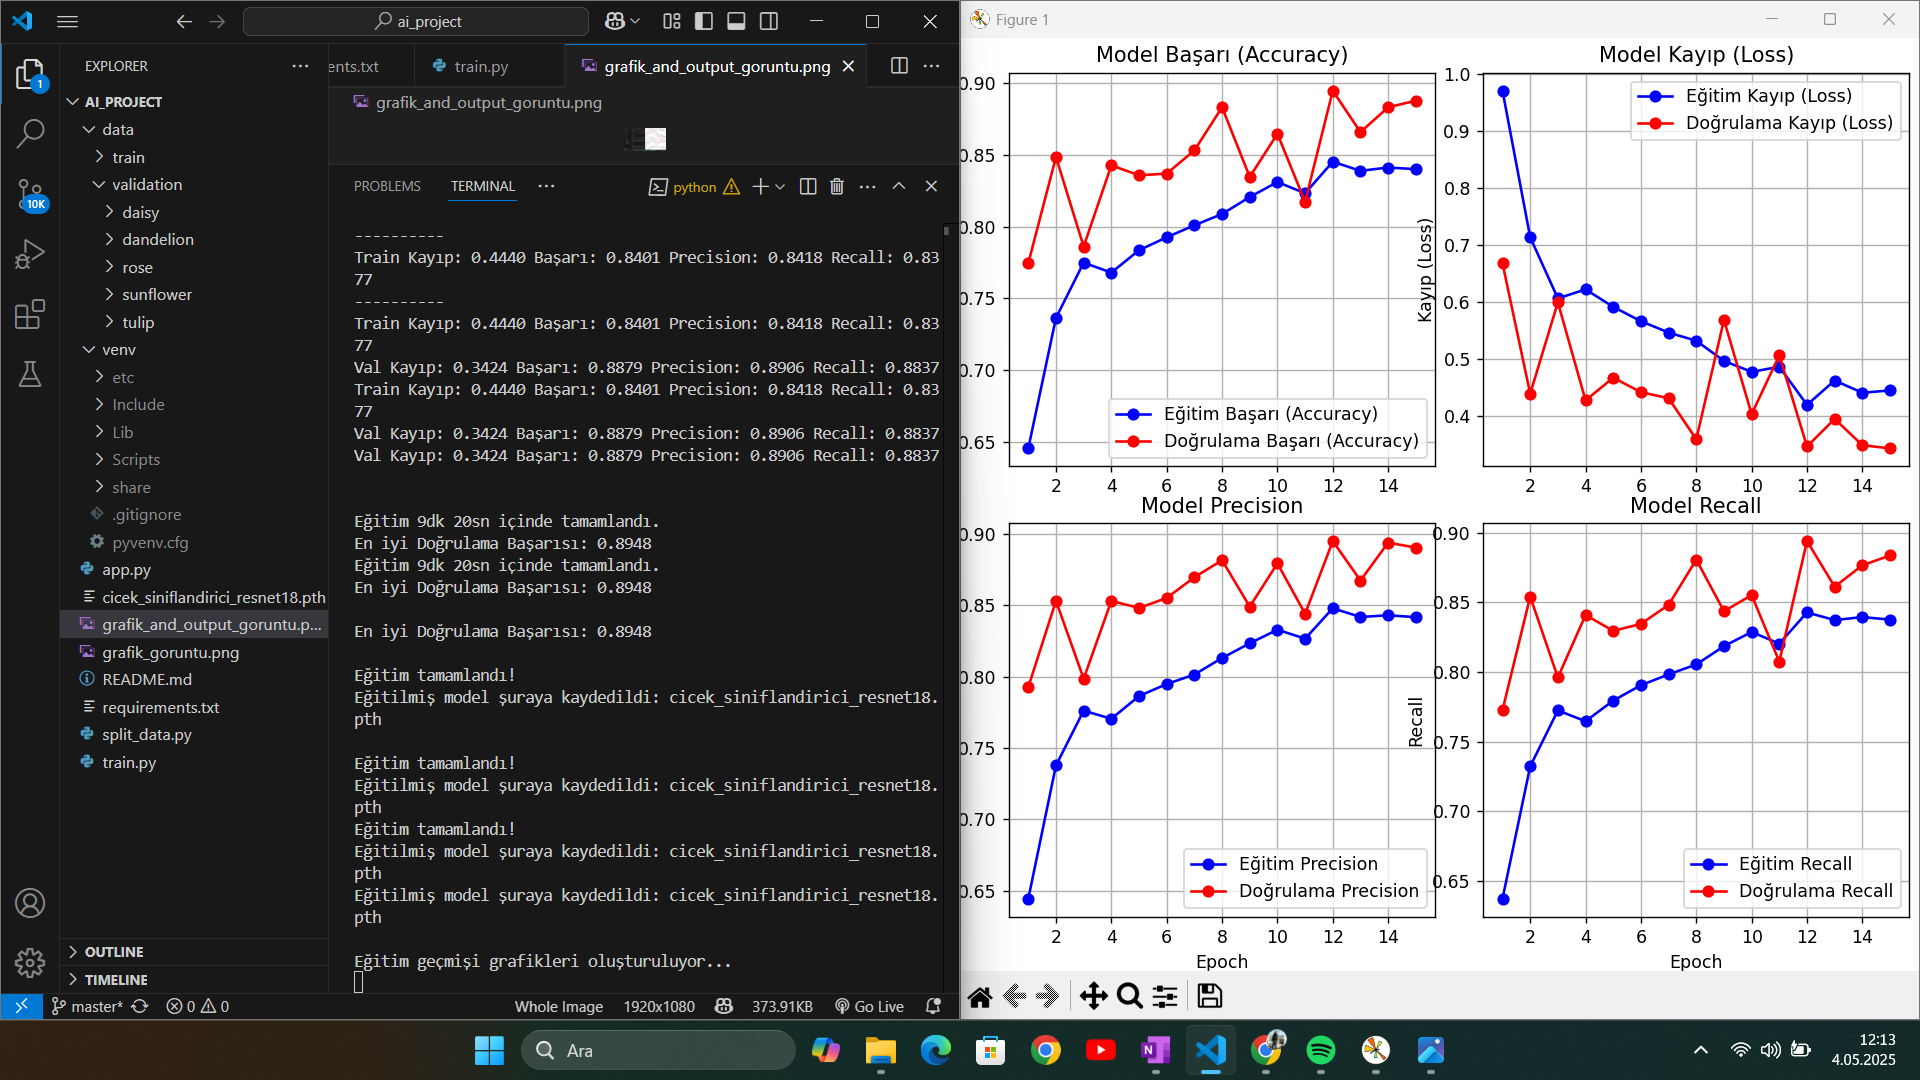 ai_project
EXPLORER
AI_PROJECT
data
train
validation
daisy
dandelion
rose
sunflower
tulip
venv
etc
Include
Lib
Scripts
share
.gitignore
pyvenv.cfg
app.py
cicek_siniflandirici_resnet18.pth
grafik_and_output_goruntu.p...
grafik_goruntu.png
README.md
requirements.txt
split_data.py
train.py
OUTLINE
TIMELINE
1
10K
ents.txt
train.py
grafik_and_output_goruntu.png
grafik_and_output_goruntu.png
PROBLEMS
TERMINAL
python
----------
Train Kayıp: 0.4440 Başarı: 0.8401 Precision: 0.8418 Recall: 0.83
77
----------
Train Kayıp: 0.4440 Başarı: 0.8401 Precision: 0.8418 Recall: 0.83
77
Val Kayıp: 0.3424 Başarı: 0.8879 Precision: 0.8906 Recall: 0.8837
Train Kayıp: 0.4440 Başarı: 0.8401 Precision: 0.8418 Recall: 0.83
77
Val Kayıp: 0.3424 Başarı: 0.8879 Precision: 0.8906 Recall: 0.8837
Val Kayıp: 0.3424 Başarı: 0.8879 Precision: 0.8906 Recall: 0.8837
Eğitim 9dk 20sn içinde tamamlandı.
En iyi Doğrulama Başarısı: 0.8948
Eğitim 9dk 20sn içinde tamamlandı.
En iyi Doğrulama Başarısı: 0.8948
En iyi Doğrulama Başarısı: 0.8948
Eğitim tamamlandı!
Eğitilmiş model şuraya kaydedildi: cicek_siniflandirici_resnet18.
pth
Eğitim tamamlandı!
Eğitilmiş model şuraya kaydedildi: cicek_siniflandirici_resnet18.
pth
Eğitim tamamlandı!
Eğitilmiş model şuraya kaydedildi: cicek_siniflandirici_resnet18.
pth
Eğitilmiş model şuraya kaydedildi: cicek_siniflandirici_resnet18.
pth
Eğitim geçmişi grafikleri oluşturuluyor...
master*
0
0
Whole Image
1920x1080
373.91KB
Go Live
Figure 1
Model Başarı (Accuracy)
0.90
0.85
0.80
0.75
0.70
0.65
Eğitim Başarı (Accuracy)
Doğrulama Başarı (Accuracy)
2 4 6 8 10 12 14
Model Kayıp (Loss)
Kayıp (Loss)
1.0
0.9
0.8
0.7
0.6
0.5
0.4
Eğitim Kayıp (Loss)
Doğrulama Kayıp (Loss)
2 4 6 8 10 12 14
Model Precision
0.90
0.85
0.80
0.75
0.70
0.65
Eğitim Precision
Doğrulama Precision
2 4 6 8 10 12 14
Epoch
Model Recall
Recall
0.90
0.85
0.80
0.75
0.70
0.65
Eğitim Recall
Doğrulama Recall
2 4 6 8 10 12 14
Epoch
Ara
12:13
4.05.2025